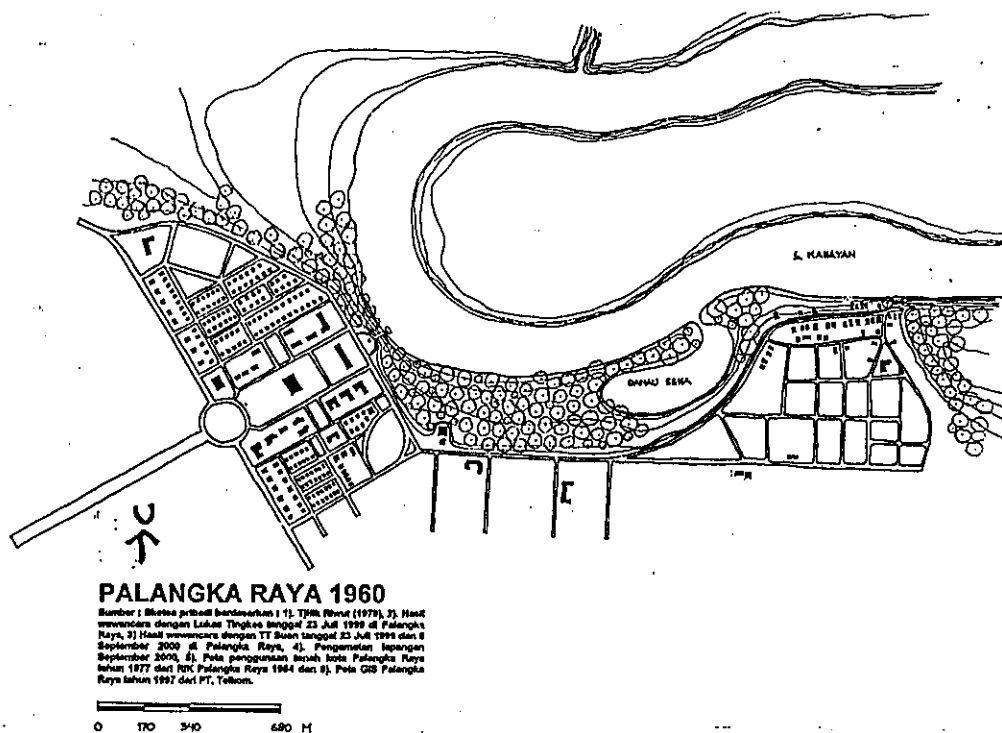 S. KAHAYAN
DANAU SEHA
U
PALANGKA RAYA 1960
Sumber : Sketsa pribadi berdasarkan : 1). Tjilik Riwut (1979), 2). Hasil
wawancara dengan Lukas Tingkes tanggal 23 Juli 1999 di Palangka
Raya, 3) Hasil wawancara dengan TT Suan tanggal 23 Juli 1999 dan 8
September 2000 di Palangka Raya, 4). Pengamatan lapangan
September 2000, 5). Peta penggunaan tanah kota Palangka Raya
tahun 1977 dari RIK Palangka Raya 1984 dan 6). Peta GIS Palangka
Raya tahun 1997 dari PT. Telkom.
0 170 340 680 M